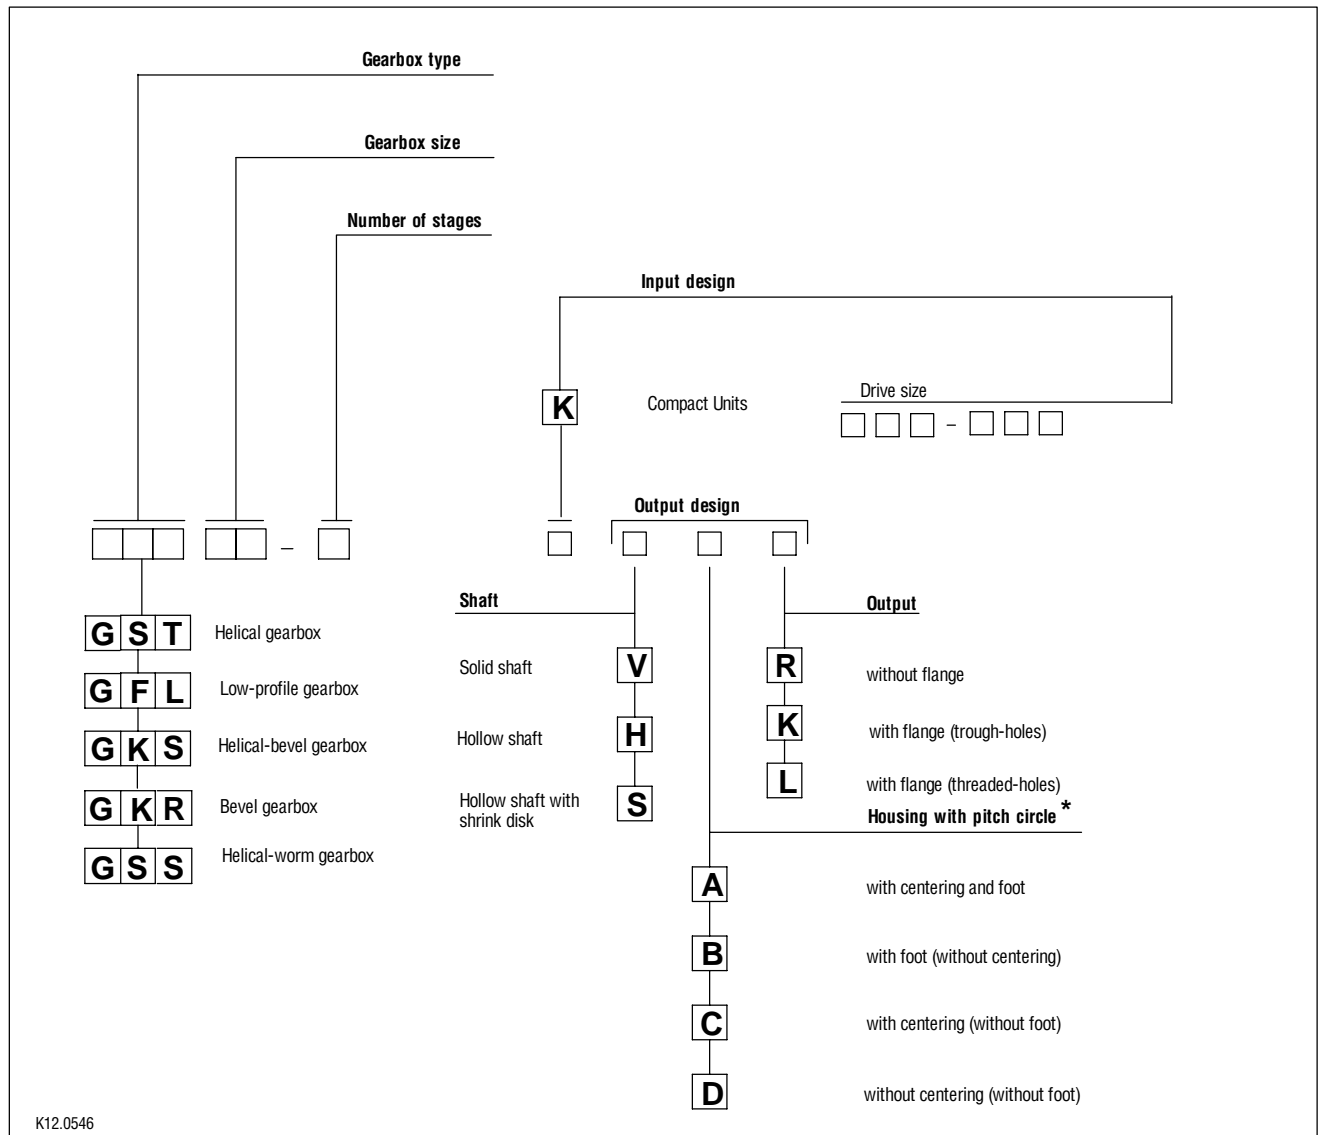 Gearbox type
Gearbox size
Number of stages
Input design
K
Compact Units
Drive size
–
Output design
–
Shaft
Output
G S T
Helical gearbox
Solid shaft
V
R
without flange
G F L
Low-profile gearbox
Hollow shaft
H
K
with flange (trough-holes)
G K S
Helical-bevel gearbox
Hollow shaft with
shrink disk
S
L
with flange (threaded-holes)
G K R
Bevel gearbox
Housing with pitch circle *
G S S
Helical-worm gearbox
A
with centering and foot
B
with foot (without centering)
C
with centering (without foot)
D
without centering (without foot)
K12.0546